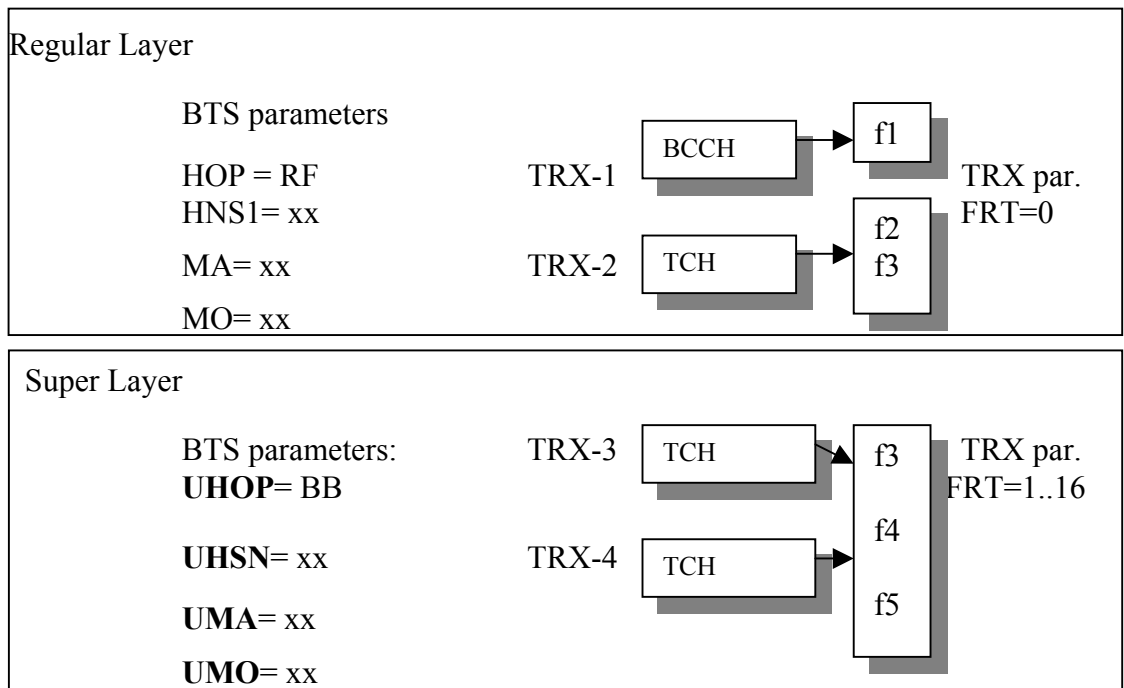 Regular Layer
BTS parameters
BCCH
f1
HOP = RF
TRX-1
TRX par.
HNS1= xx
FRT=0
f2
MA= xx
TRX-2
TCH
f3
MO= xx
Super Layer
BTS parameters:
TRX-3
TCH
f3
TRX par.
UHOP= BB
FRT=1..16
f4
UHSN= xx
TRX-4
TCH
f5
UMA= xx
UMO= xx